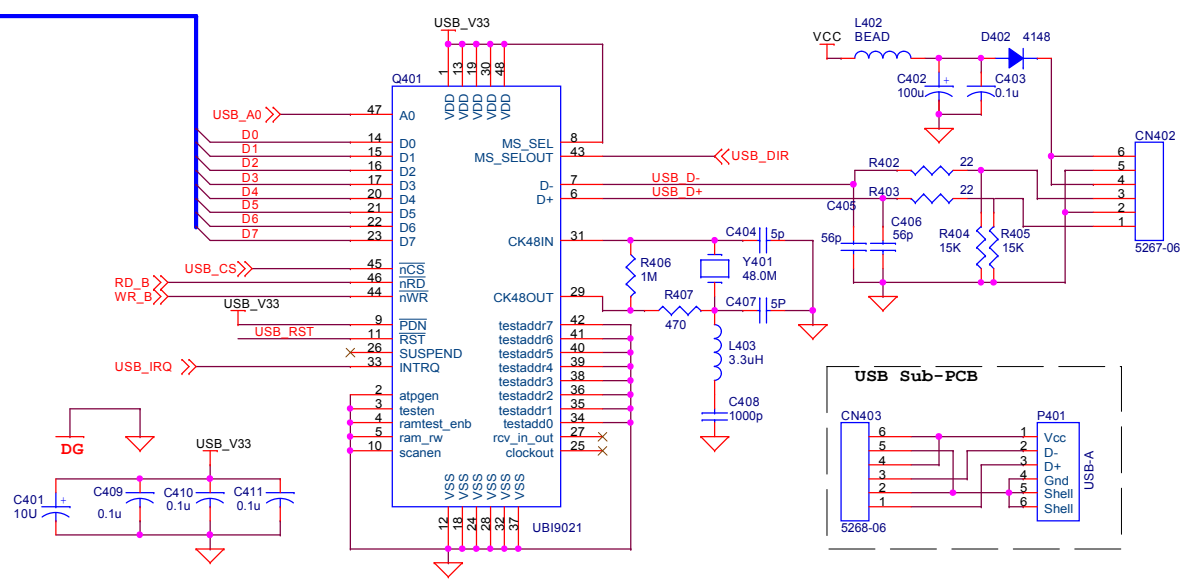 USB_V33
L402
BEAD
VCC
D402 4148
Q401
1
13
19
30
48
VDD
VDD
VDD
VDD
VDD
C402
100u
+
C403
0.1u
CN402
6
5
4
3
2
1
5267-06
USB_A0
47
A0
D0
14
D0
D1
15
D1
D2
16
D2
D3
17
D3
D4
20
D4
D5
21
D5
D6
22
D6
D7
23
D7
MS_SEL
8
MS_SELOUT
43
USB_DIR
D-
7
USB_D-
D+
6
USB_D+
R402
22
R403
22
C405
56p
C406
56p
R404
15K
R405
15K
CK48IN
31
C404
5p
R406
1M
Y401
48.0M
CK48OUT
29
R407
470
C407
5P
L403
3.3uH
C408
1000p
USB_CS
45
nCS
RD_B
46
nRD
WR_B
44
nWR
USB_V33
9
PDN
USB_RST
11
RST
26
SUSPEND
USB_IRQ
33
INTRQ
2
atpgen
3
testen
4
ramtest_enb
5
ram_rw
10
scanen
testaddr7
42
testaddr6
41
testaddr5
40
testaddr4
39
testaddr3
38
testaddr2
36
testaddr1
35
testadd0
34
rcv_in_out
27
clockout
25
VSS
VSS
VSS
VSS
VSS
VSS
12
18
24
28
32
37
UBI9021
DG
USB_V33
C401
10U
+
C409
0.1u
C410
0.1u
C411
0.1u
USB Sub-PCB
CN403
6
5
4
3
2
1
5268-06
P401
1
Vcc
2
D-
3
D+
4
Gnd
5
Shell
6
Shell
USB-A